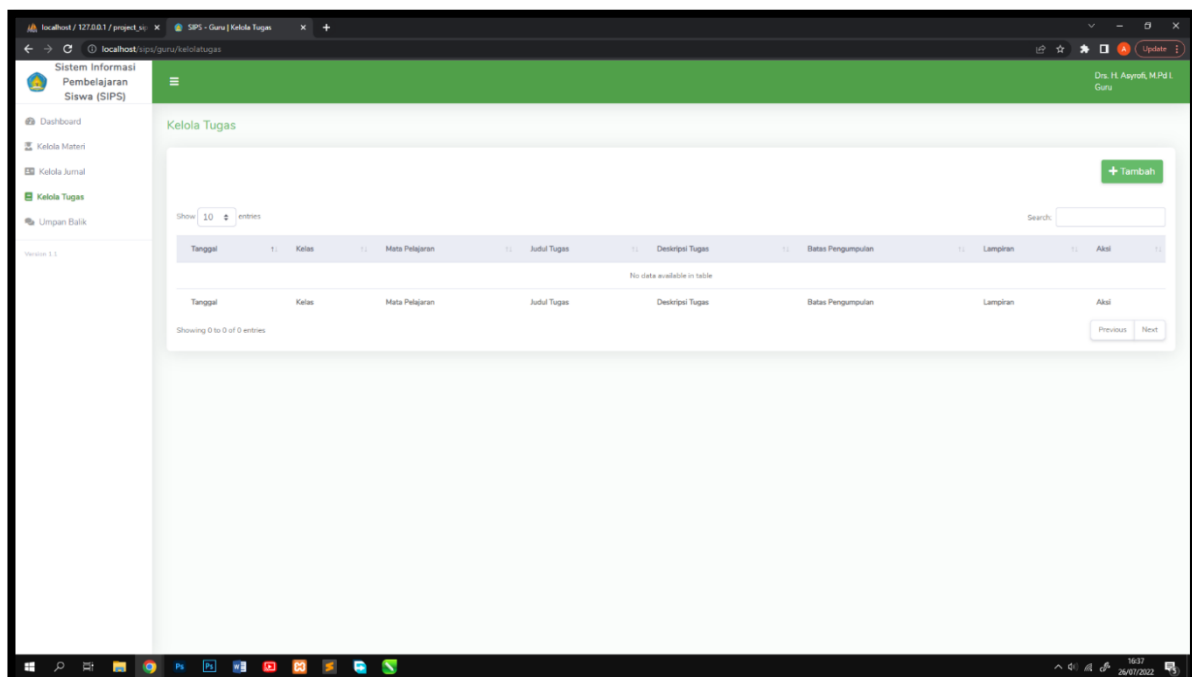 localhost / 127.0.0.1 / project_sip
SIPS - Guru | Kelola Tugas
localhost/sips/guru/kelolatugas
Update
Sistem Informasi
Pembelajaran
Siswa (SIPS)
Drs. H. Asyrofi, M.Pd I.
Guru
Dashboard
Kelola Materi
Kelola Jurnal
Kelola Tugas
Umpan Balik
Version 1.1
Kelola Tugas
+ Tambah
Show 10 entries
Search:
Tanggal Kelas Mata Pelajaran Judul Tugas Deskripsi Tugas Batas Pengumpulan Lampiran Aksi
No data available in table
Tanggal Kelas Mata Pelajaran Judul Tugas Deskripsi Tugas Batas Pengumpulan Lampiran Aksi
Showing 0 to 0 of 0 entries
Previous Next
16:37
26/07/2022